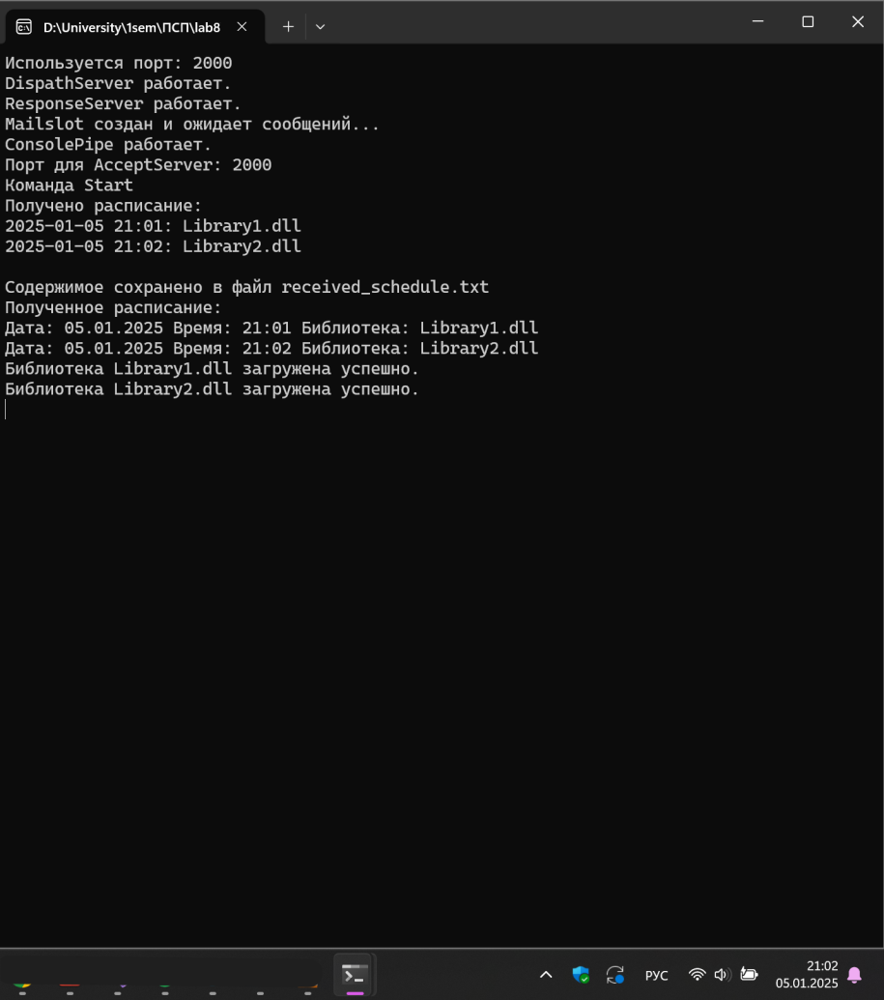 D:\University\1sem\ПСП\lab8
Используется порт: 2000
DispathServer работает.
ResponseServer работает.
Mailslot создан и ожидает сообщений...
ConsolePipe работает.
Порт для AcceptServer: 2000
Команда Start
Получено расписание:
2025-01-05 21:01: Library1.dll
2025-01-05 21:02: Library2.dll
Содержимое сохранено в файл received_schedule.txt
Полученное расписание:
Дата: 05.01.2025 Время: 21:01 Библиотека: Library1.dll
Дата: 05.01.2025 Время: 21:02 Библиотека: Library2.dll
Библиотека Library1.dll загружена успешно.
Библиотека Library2.dll загружена успешно.
РУС
21:02
05.01.2025